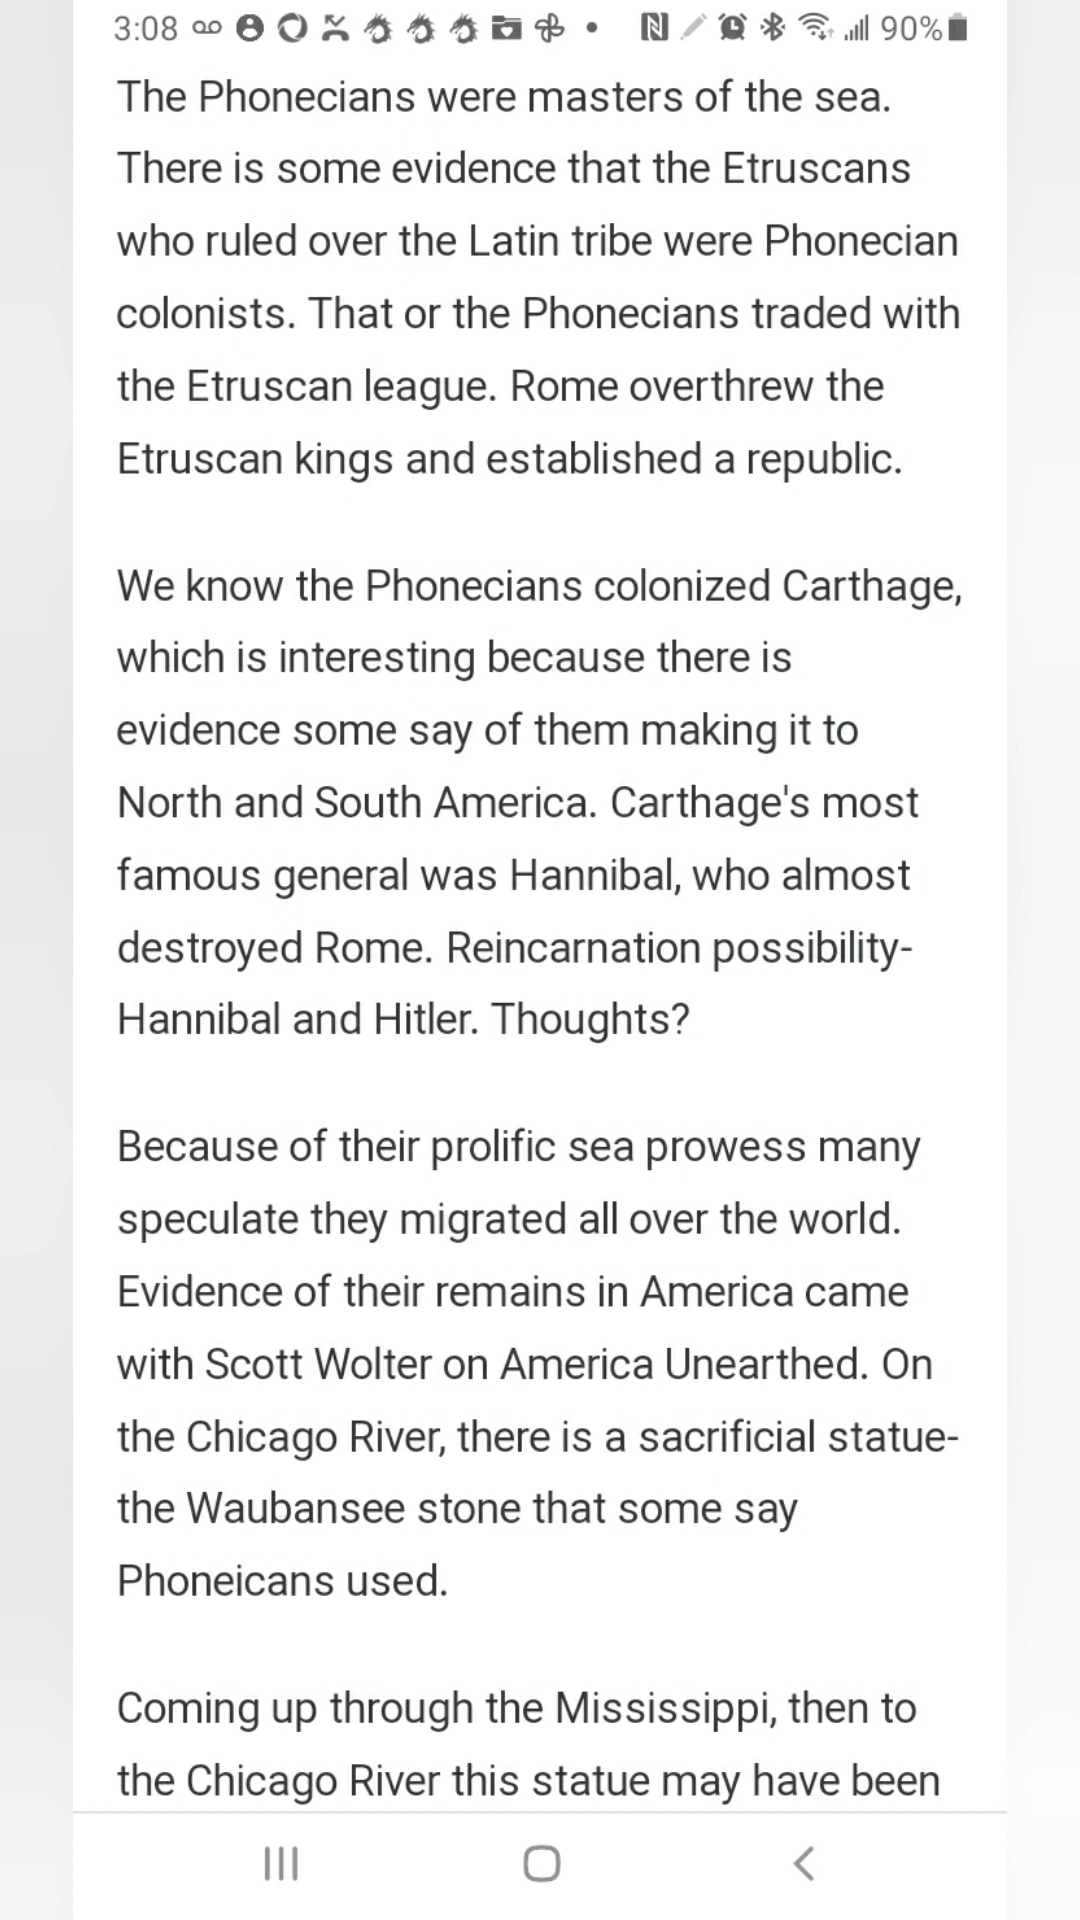 3:08
90%
The Phonecians were masters of the sea.
There is some evidence that the Etruscans
who ruled over the Latin tribe were Phonecian
colonists. That or the Phonecians traded with
the Etruscan league. Rome overthrew the
Etruscan kings and established a republic.
We know the Phonecians colonized Carthage,
which is interesting because there is
evidence some say of them making it to
North and South America. Carthage's most
famous general was Hannibal, who almost
destroyed Rome. Reincarnation possibility-
Hannibal and Hitler. Thoughts?
Because of their prolific sea prowess many
speculate they migrated all over the world.
Evidence of their remains in America came
with Scott Wolter on America Unearthed. On
the Chicago River, there is a sacrificial statue-
the Waubansee stone that some say
Phoneicans used.
Coming up through the Mississippi, then to
the Chicago River this statue may have been